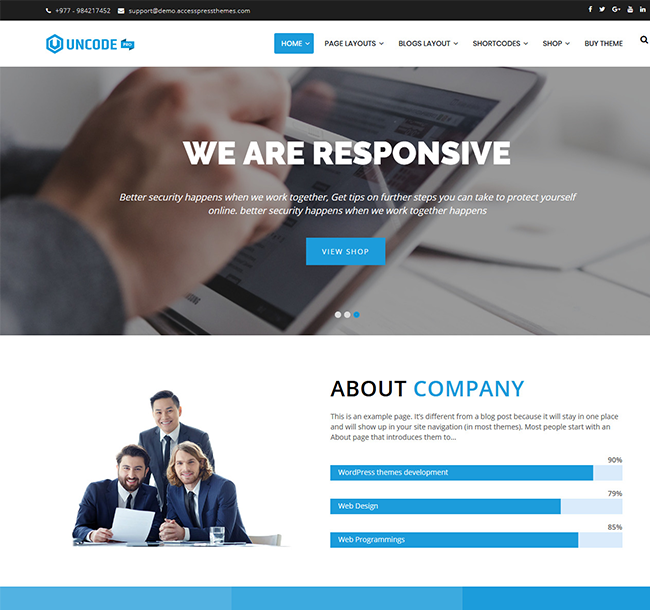 +977 - 984217452 support@demo.accesspressthemes.com
UNCODE PRO
HOME PAGE LAYOUTS BLOGS LAYOUT SHORTCODES SHOP BUY THEME
WE ARE RESPONSIVE
Better security happens when we work together, Get tips on further steps you can take to protect yourself
online. better security happens when we work together happens
VIEW SHOP
ABOUT COMPANY
This is an example page. It's different from a blog post because it will stay in one place
and will show up in your site navigation (in most themes). Most people start with an
About page that introduces them to...
90%
WordPress themes development
79%
Web Design
85%
Web Programmings